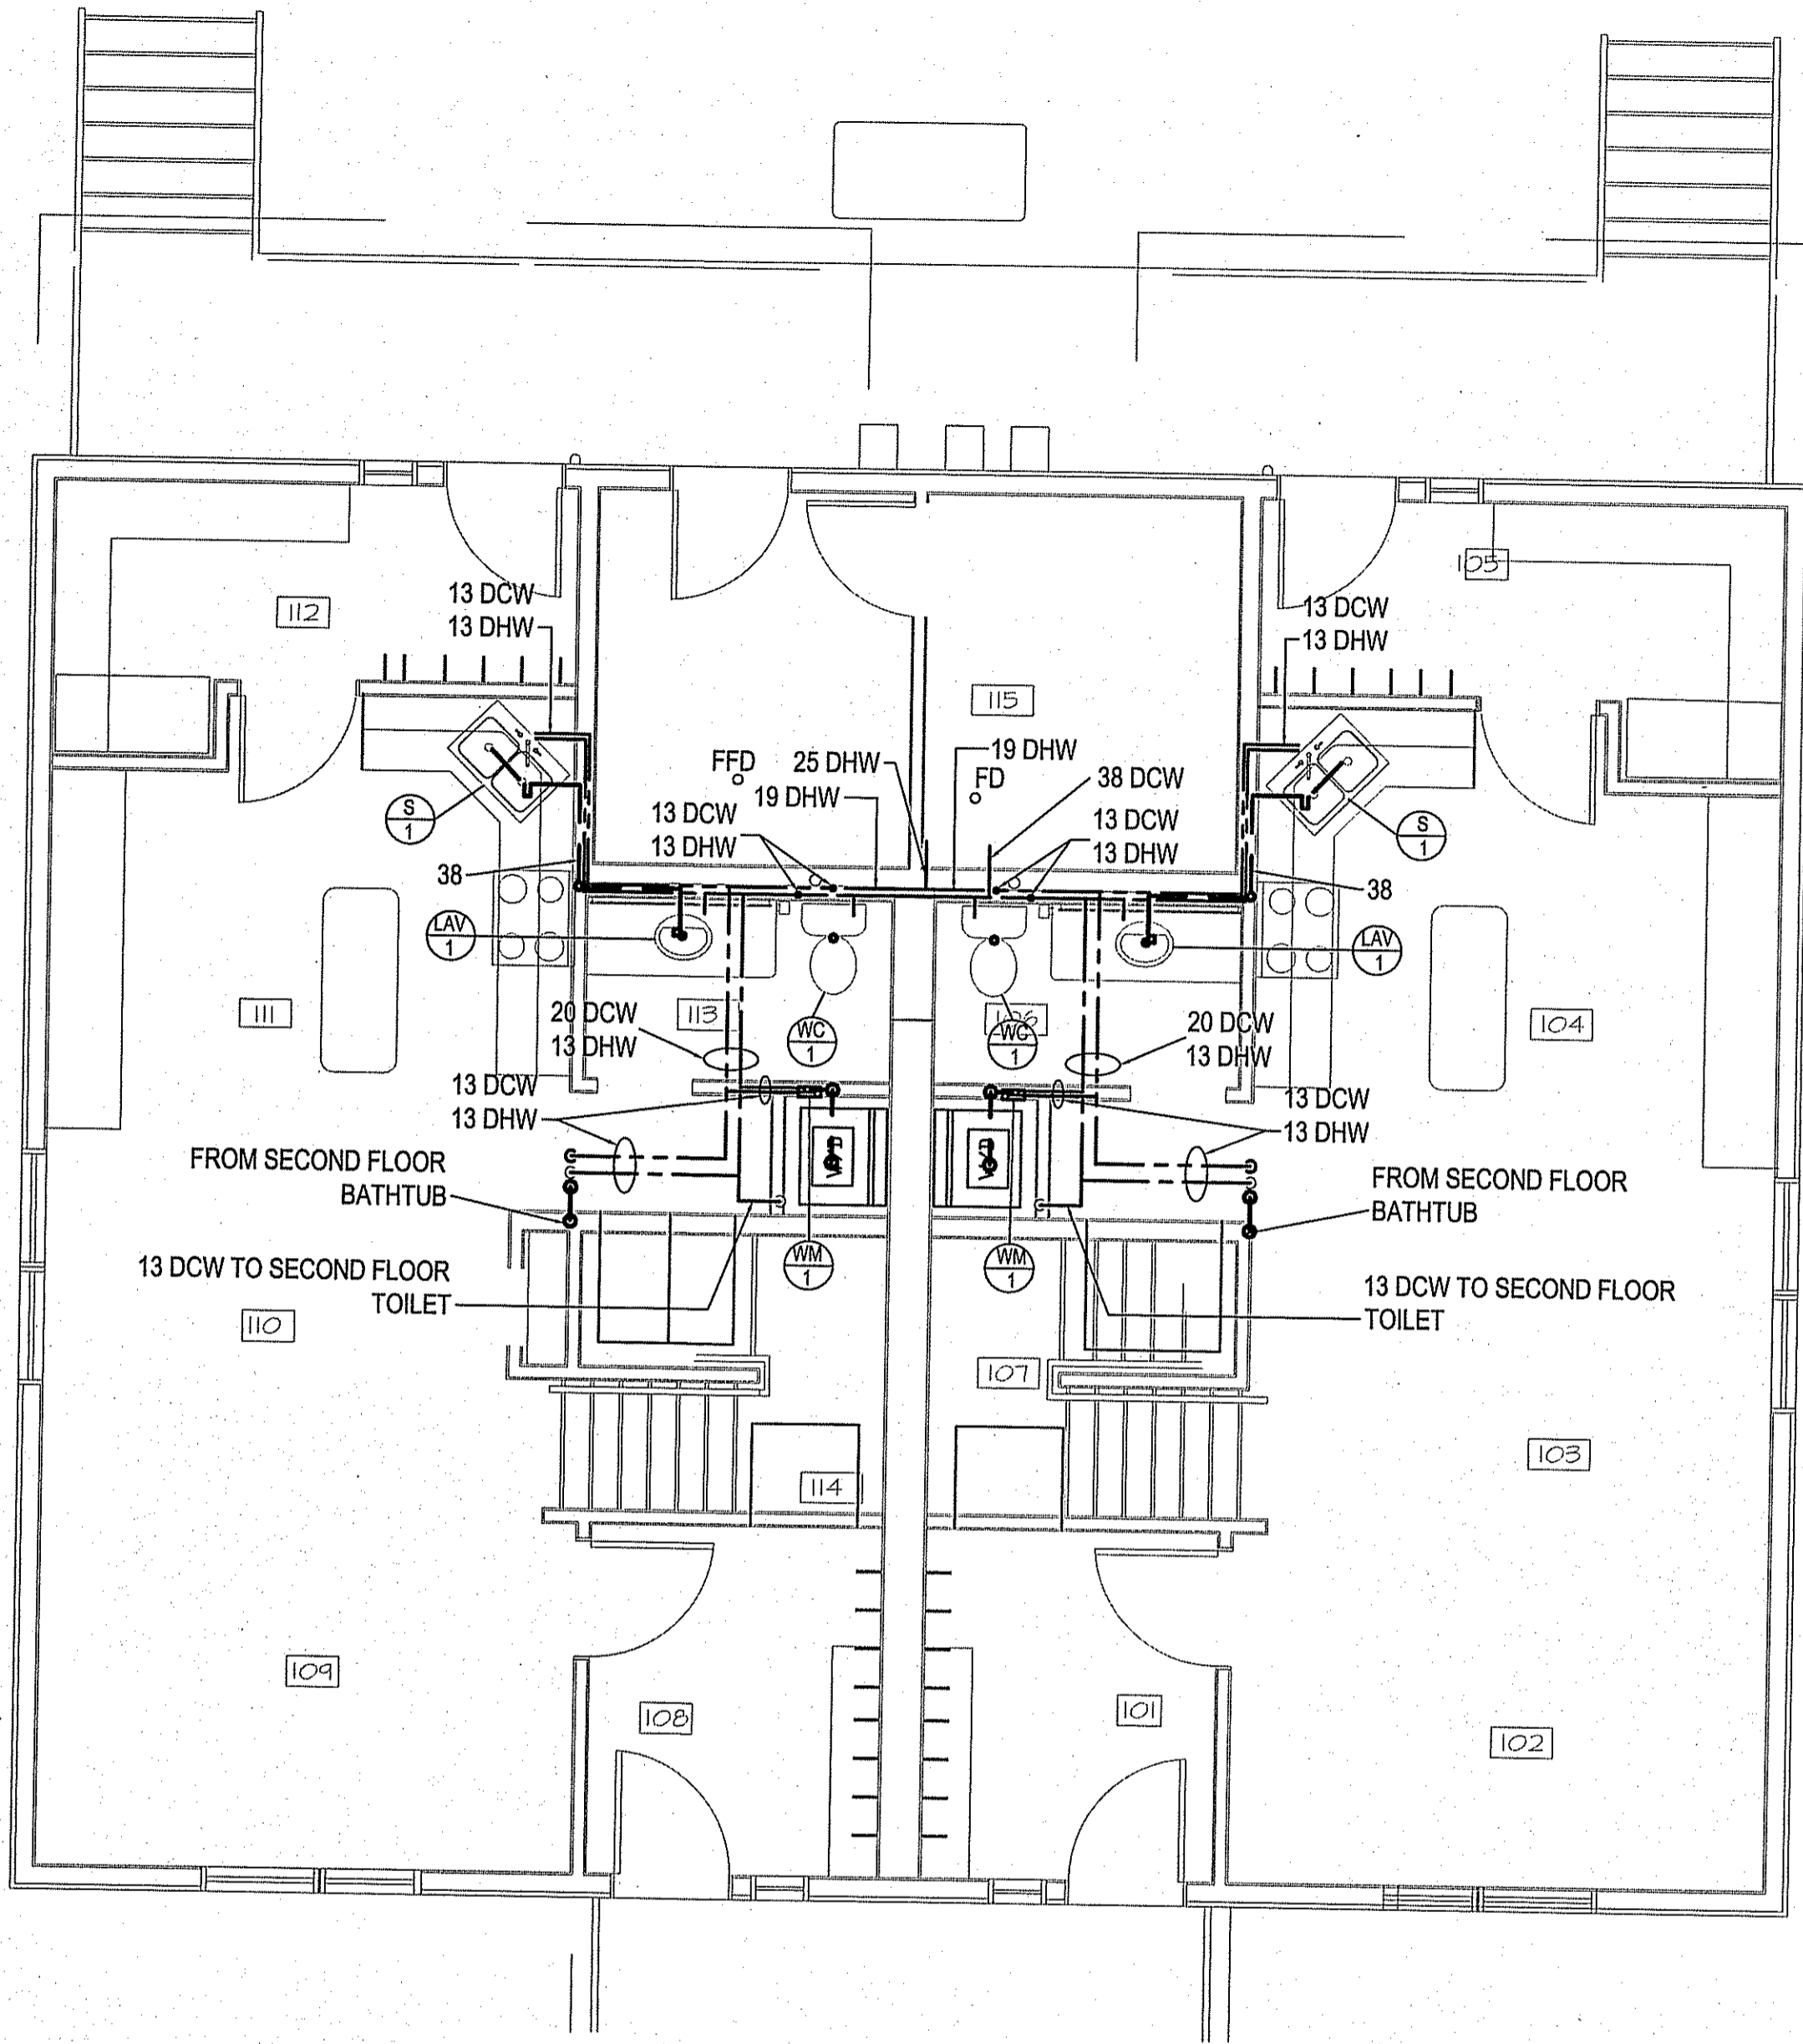 105
13 DCW
13 DHW
112
13 DCW
13 DHW
115
FFD
25 DHW
19 DHW
FD
38 DCW
19 DHW
13 DCW
13 DHW
13 DCW
13 DHW
S
1
S
1
38
38
LAV
1
LAV
1
111
113
20 DCW
13 DHW
WC
1
WC
1
106
20 DCW
13 DHW
104
13 DCW
13 DHW
13 DCW
13 DHW
W/D
W/D
FROM SECOND FLOOR
BATHTUB
FROM SECOND FLOOR
BATHTUB
WM
1
WM
1
13 DCW TO SECOND FLOOR
TOILET
13 DCW TO SECOND FLOOR
TOILET
110
107
103
114
109
108
101
102